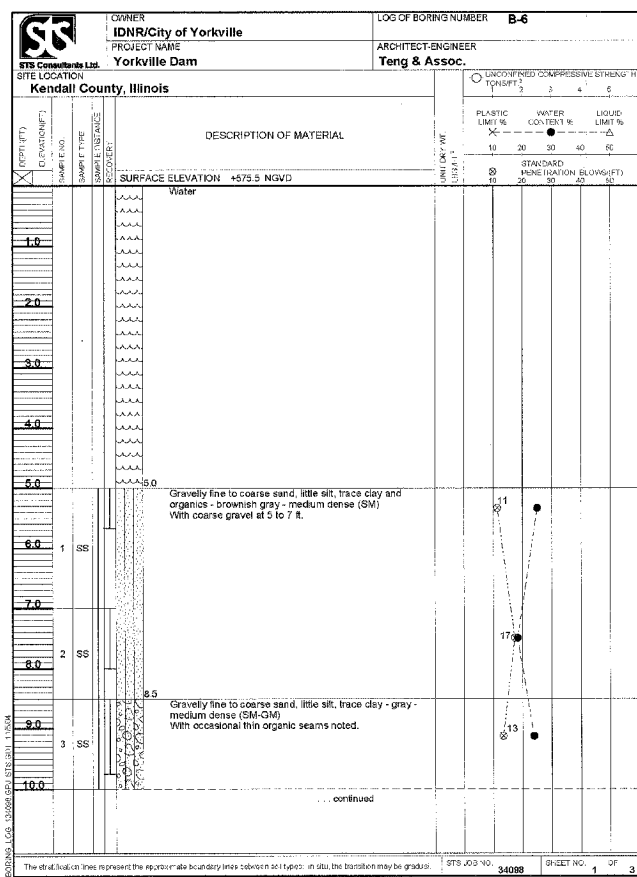 STS
STS Consultants Ltd.
OWNER
IDNR/City of Yorkville
LOG OF BORING NUMBER B-6
PROJECT NAME
Yorkville Dam
ARCHITECT-ENGINEER
Teng & Assoc.
SITE LOCATION
Kendall County, Illinois
UNCONFINED COMPRESSIVE STRENGTH
TONS/FT.2
1 2 3 4 5
DEPTH(FT)
ELEVATION(FT)
SAMPLE NO.
SAMPLE TYPE
SAMPLE DISTANCE
RECOVERY
DESCRIPTION OF MATERIAL
UNIT DRY WT.
LBS/FT.3
PLASTIC LIMIT %
WATER CONTENT %
LIQUID LIMIT %
10 20 30 40 50
STANDARD
PENETRATION BLOWS/(FT)
10 20 30 40 50
SURFACE ELEVATION +575.5 NGVD
Water
1.0
2.0
3.0
4.0
5.0
5.0
Gravelly fine to coarse sand, little silt, trace clay and
organics - brownish gray - medium dense (SM)
With coarse gravel at 5 to 7 ft.
11
6.0
1 SS
7.0
17
2 SS
8.0
8.5
Gravelly fine to coarse sand, little silt, trace clay - gray -
medium dense (SM-GM)
With occasional thin organic seams noted.
9.0
13
3 SS
10.0
. . . continued
The stratification lines represent the approximate boundary lines between soil types: in situ, the transition may be gradual.
STS JOB NO. 34098
SHEET NO. 1 OF 3